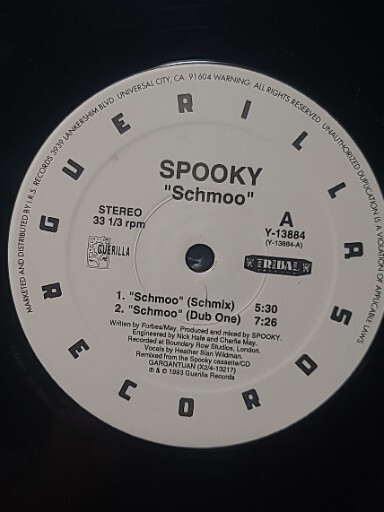 GUERILLA RECORDS
MARKETED AND DISTRIBUTED BY I.R.S. RECORDS 3939 LANKERSHIM BLVD. UNIVERSAL CITY, CA. 91604 WARNING: ALL RIGHTS RESERVED. UNAUTHORIZED DUPLICATION IS A VIOLATION OF APPLICABLE LAWS
SPOOKY
"Schmoo"
STEREO
33 1/3 rpm
A
Y-13884
(Y-13884-A)
GUERILLA
TRIBAL
1. "Schmoo" (Schmix) 5:30
2. "Schmoo" (Dub One) 7:26
Written by Forbes/May. Produced and mixed by SPOOKY.
Engineered by Nick Hale and Charlie May.
Recorded at Boundary Row Studios, London.
Vocals by Heather Sian Wildman.
Remixed from the Spooky cassette/CD
GARGANTUAN (X2/4-13217)
℗ & © 1993 Guerilla Records